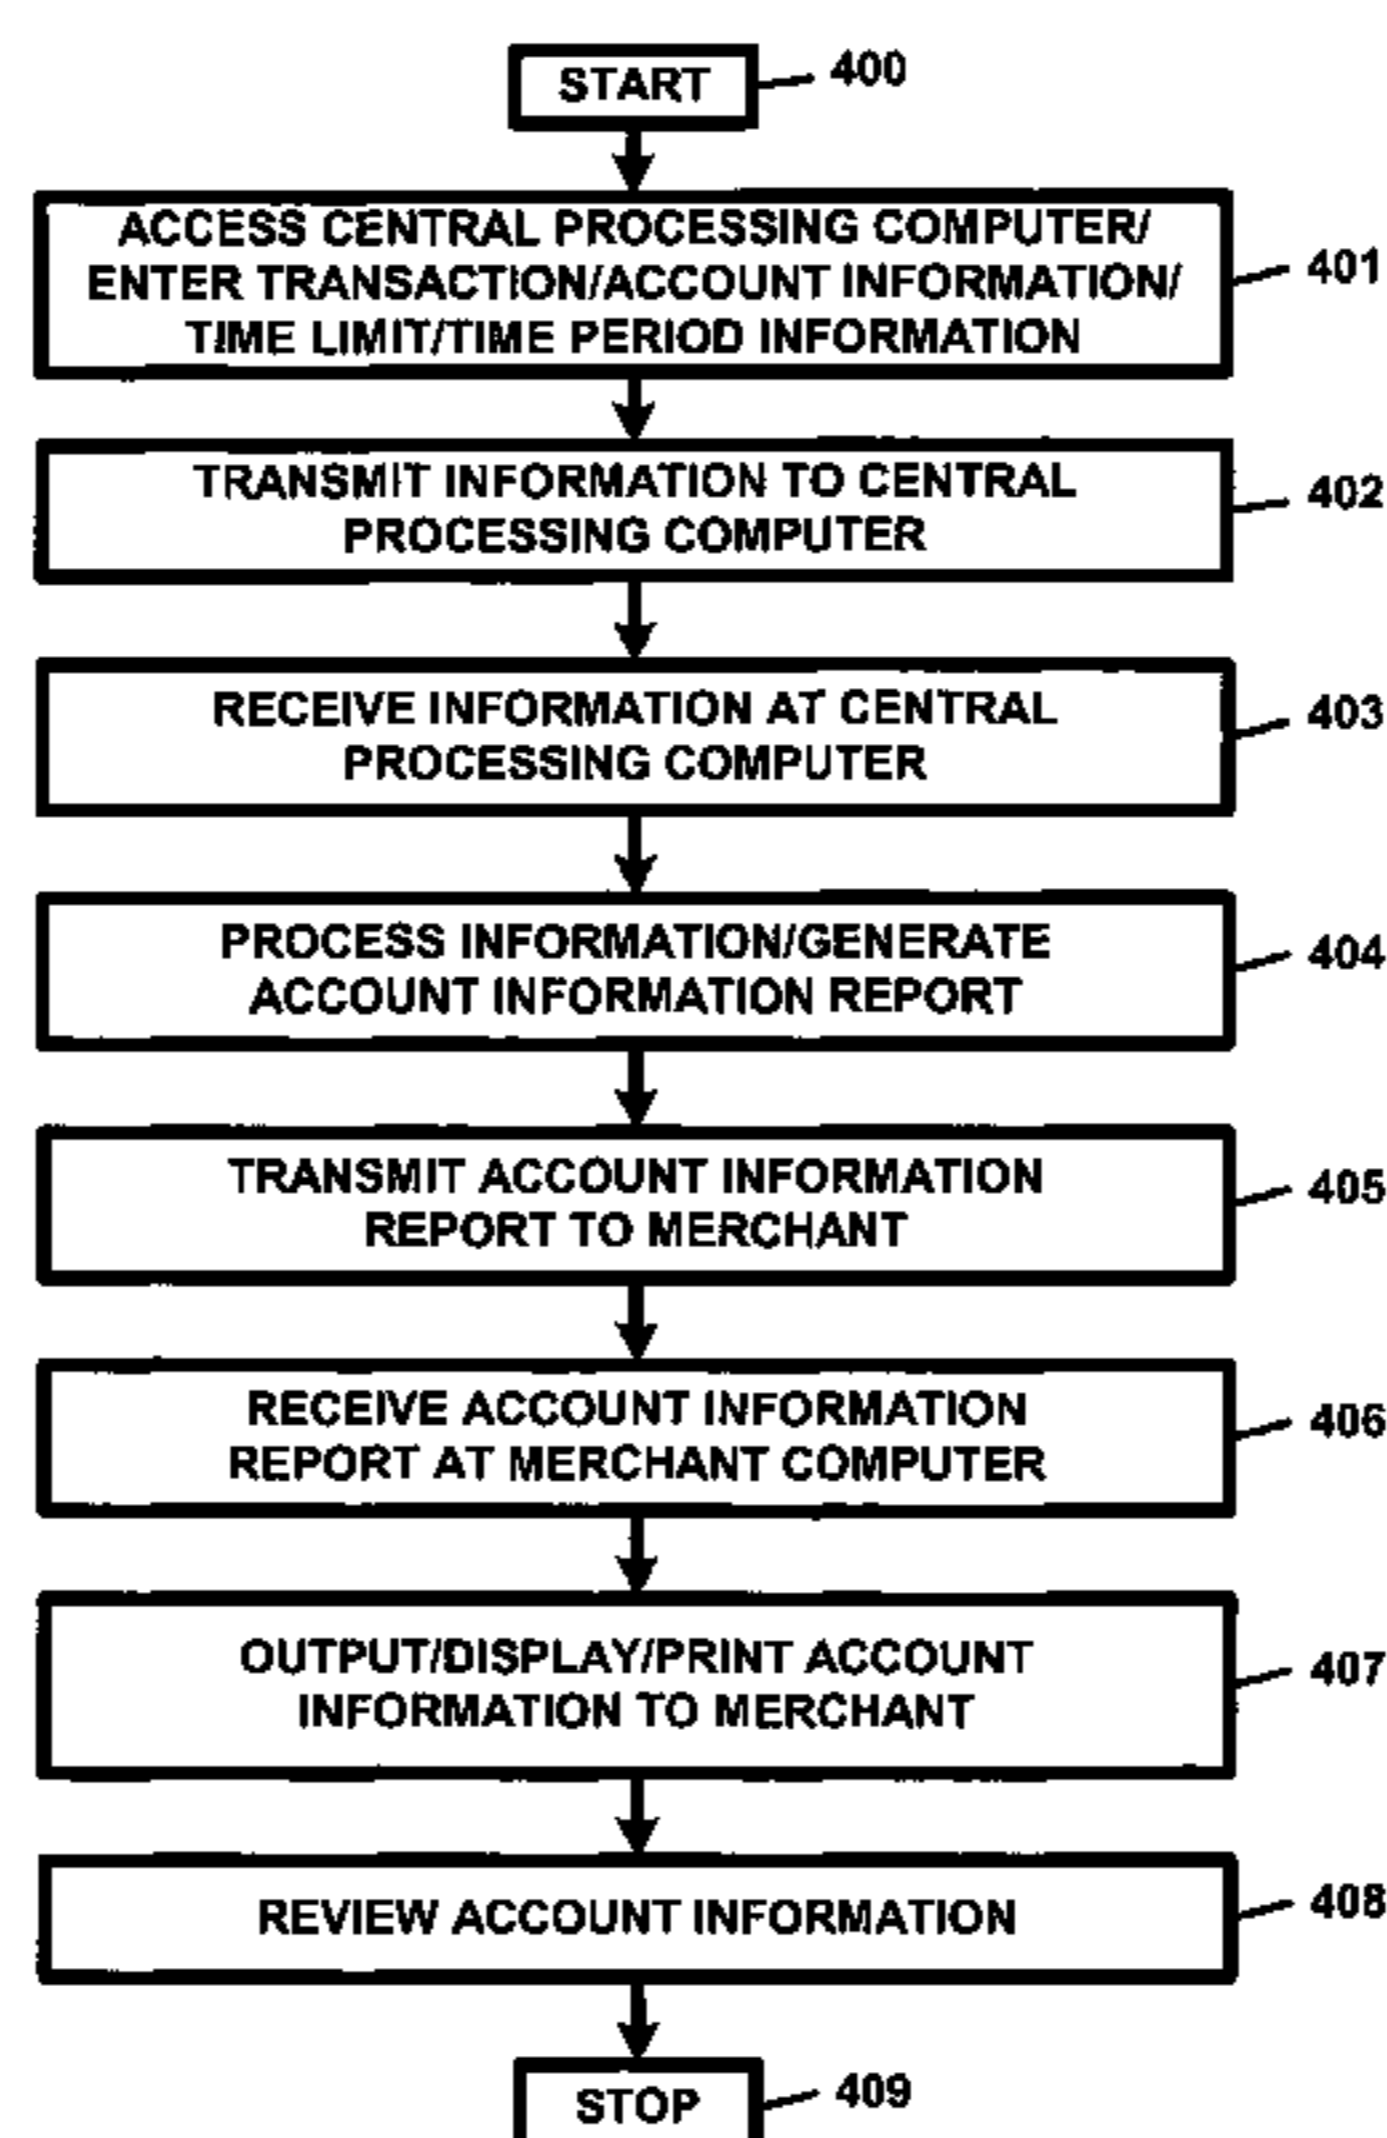 START
400
ACCESS CENTRAL PROCESSING COMPUTER/
ENTER TRANSACTION/ACCOUNT INFORMATION/
TIME LIMIT/TIME PERIOD INFORMATION
401
TRANSMIT INFORMATION TO CENTRAL
PROCESSING COMPUTER
402
RECEIVE INFORMATION AT CENTRAL
PROCESSING COMPUTER
403
PROCESS INFORMATION/GENERATE
ACCOUNT INFORMATION REPORT
404
TRANSMIT ACCOUNT INFORMATION
REPORT TO MERCHANT
405
RECEIVE ACCOUNT INFORMATION
REPORT AT MERCHANT COMPUTER
406
OUTPUT/DISPLAY/PRINT ACCOUNT
INFORMATION TO MERCHANT
407
REVIEW ACCOUNT INFORMATION
408
STOP
409